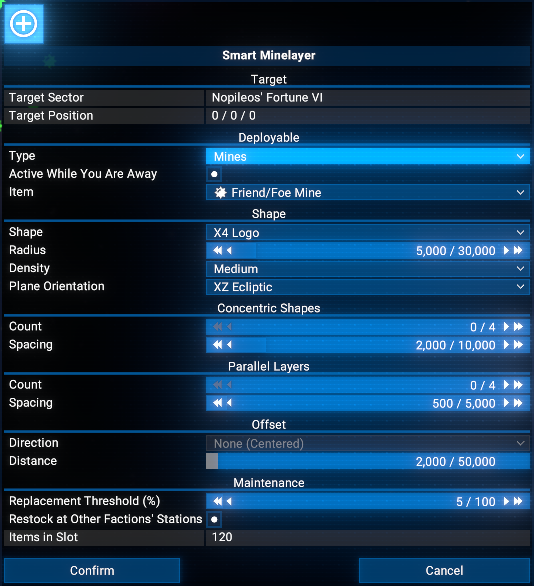 Smart Minelayer
Target
Target Sector Nopileos' Fortune VI
Target Position 0 / 0 / 0
Deployable
Type Mines
Active While You Are Away
Item Friend/Foe Mine
Shape
Shape X4 Logo
Radius 5,000 / 30,000
Density Medium
Plane Orientation XZ Ecliptic
Concentric Shapes
Count 0 / 4
Spacing 2,000 / 10,000
Parallel Layers
Count 0 / 4
Spacing 500 / 5,000
Offset
Direction None (Centered)
Distance 2,000 / 50,000
Maintenance
Replacement Threshold (%) 5 / 100
Restock at Other Factions' Stations
Items in Slot 120
Confirm Cancel